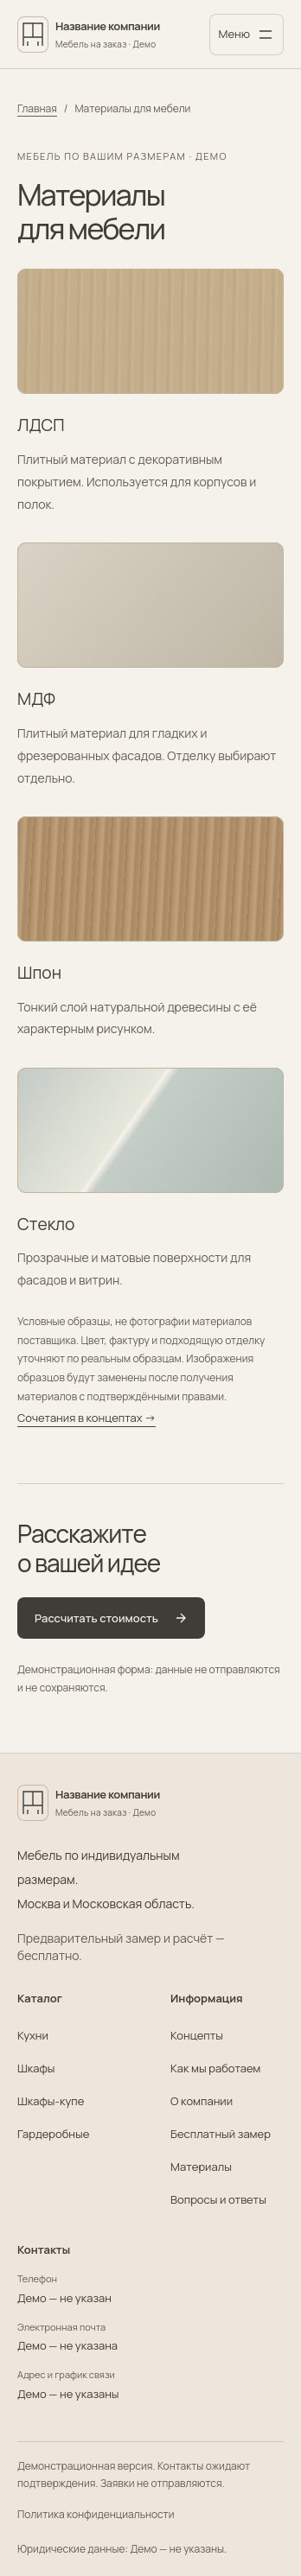 Название компании
Мебель на заказ · Демо
Меню
Главная / Материалы для мебели
МЕБЕЛЬ ПО ВАШИМ РАЗМЕРАМ · ДЕМО
Материалы
для мебели
ЛДСП
Плитный материал с декоративным
покрытием. Используется для корпусов и
полок.
МДФ
Плитный материал для гладких и
фрезерованных фасадов. Отделку выбирают
отдельно.
Шпон
Тонкий слой натуральной древесины с её
характерным рисунком.
Стекло
Прозрачные и матовые поверхности для
фасадов и витрин.
Условные образцы, не фотографии материалов
поставщика. Цвет, фактуру и подходящую отделку
уточняют по реальным образцам. Изображения
образцов будут заменены после получения
материалов с подтверждёнными правами.
Сочетания в концептах →
Расскажите
о вашей идее
Рассчитать стоимость →
Демонстрационная форма: данные не отправляются
и не сохраняются.
Название компании
Мебель на заказ · Демо
Мебель по индивидуальным
размерам.
Москва и Московская область.
Предварительный замер и расчёт —
бесплатно.
Каталог
Кухни
Шкафы
Шкафы-купе
Гардеробные
Информация
Концепты
Как мы работаем
О компании
Бесплатный замер
Материалы
Вопросы и ответы
Контакты
Телефон
Демо — не указан
Электронная почта
Демо — не указана
Адрес и график связи
Демо — не указаны
Демонстрационная версия. Контакты ожидают
подтверждения. Заявки не отправляются.
Политика конфиденциальности
Юридические данные: Демо — не указаны.